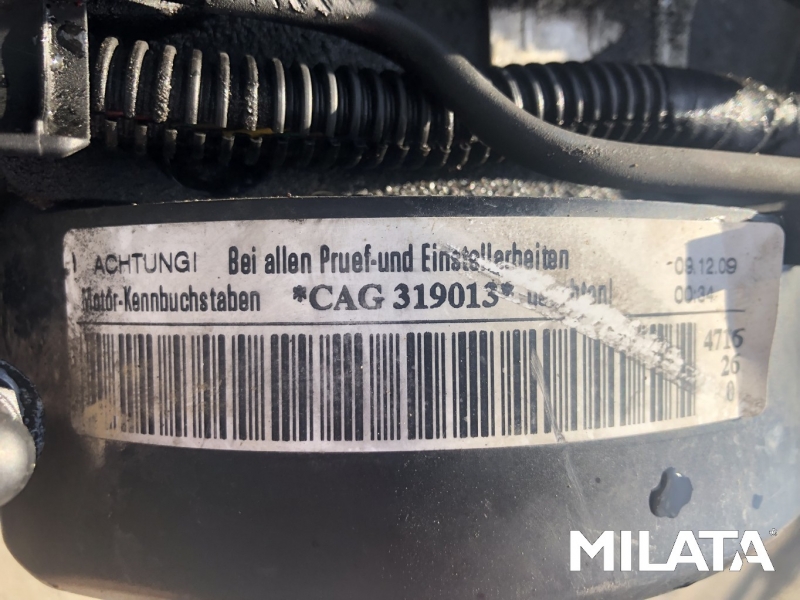 ACHTUNG! Bei allen Pruef-und Einstellarbeiten 09.12.09
Motor-Kennbuchstaben *CAG 319013* 00:34
4716
26
0
MILATA